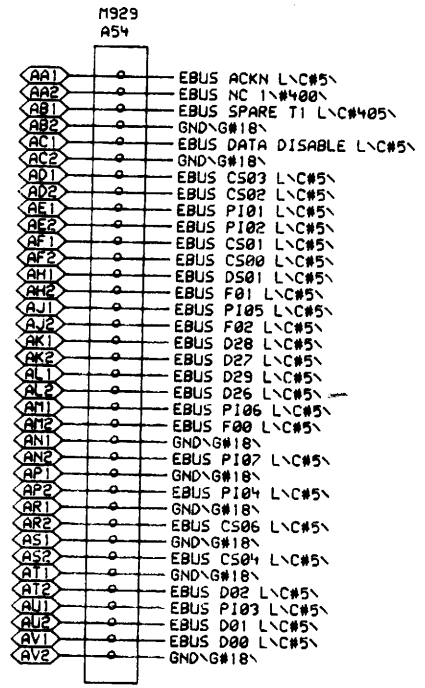 M929
A54
AA1 EBUS ACKN L\C#5\
AA2 EBUS NC 1\#400\
AB1 EBUS SPARE T1 L\C#405\
AB2 GND\G#18\
AC1 EBUS DATA DISABLE L\C#5\
AC2 GND\G#18\
AD1 EBUS CS03 L\C#5\
AD2 EBUS CS02 L\C#5\
AE1 EBUS PI01 L\C#5\
AE2 EBUS PI02 L\C#5\
AF1 EBUS CS01 L\C#5\
AF2 EBUS CS00 L\C#5\
AH1 EBUS DS01 L\C#5\
AH2 EBUS F01 L\C#5\
AJ1 EBUS PI05 L\C#5\
AJ2 EBUS F02 L\C#5\
AK1 EBUS D28 L\C#5\
AK2 EBUS D27 L\C#5\
AL1 EBUS D29 L\C#5\
AL2 EBUS D26 L\C#5\
AM1 EBUS PI06 L\C#5\
AM2 EBUS F00 L\C#5\
AN1 GND\G#18\
AN2 EBUS PI07 L\C#5\
AP1 GND\G#18\
AP2 EBUS PI04 L\C#5\
AR1 GND\G#18\
AR2 EBUS CS06 L\C#5\
AS1 GND\G#18\
AS2 EBUS CS04 L\C#5\
AT1 GND\G#18\
AT2 EBUS D02 L\C#5\
AU1 EBUS PI03 L\C#5\
AU2 EBUS D01 L\C#5\
AV1 EBUS D00 L\C#5\
AV2 GND\G#18\